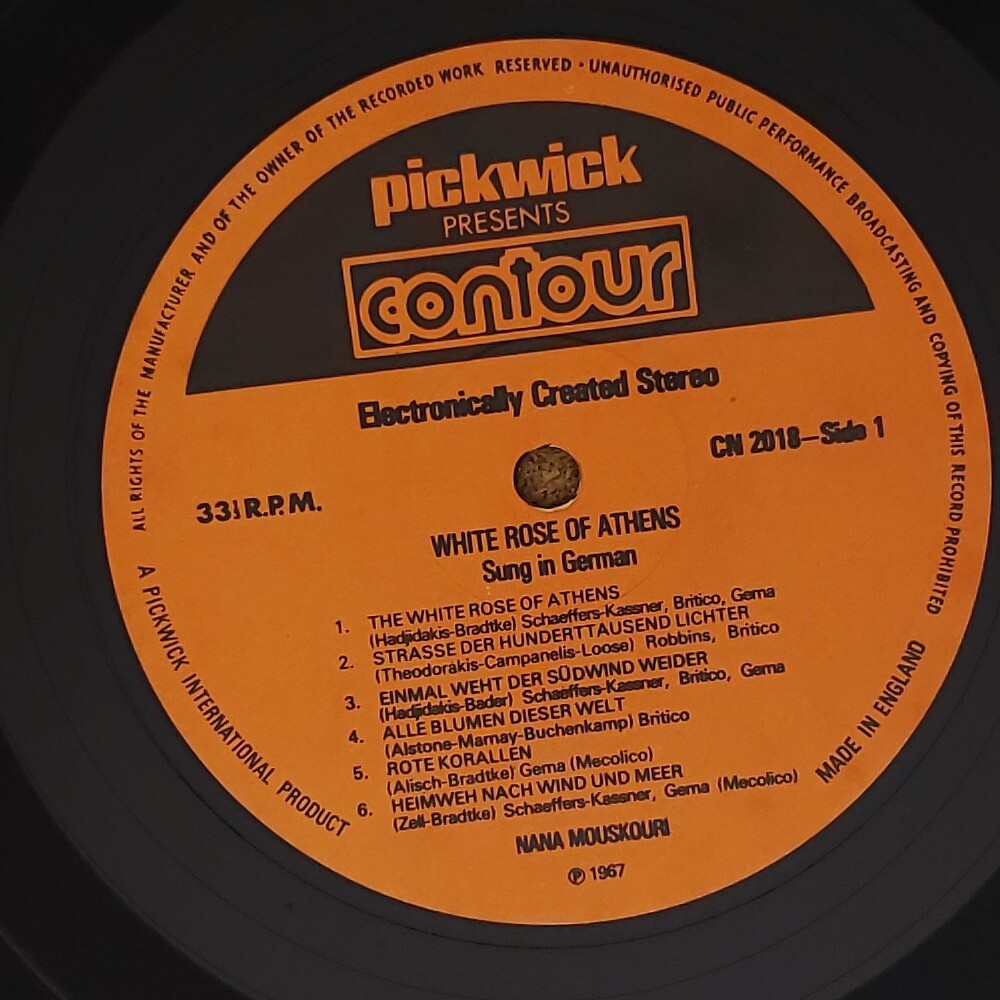 ALL RIGHTS OF THE MANUFACTURER AND OF THE OWNER OF THE RECORDED WORK RESERVED · UNAUTHORISED PUBLIC PERFORMANCE BROADCASTING AND COPYING OF THIS RECORD PROHIBITED
pickwick
PRESENTS
contour
Electronically Created Stereo
CN 2018–Side 1
33⅓ R.P.M.
WHITE ROSE OF ATHENS
Sung in German
1. THE WHITE ROSE OF ATHENS
(Hadjidakis-Bradtke) Schaeffers-Kassner, Britico, Gema
2. STRASSE DER HUNDERTTAUSEND LICHTER
(Theodorakis-Campanelis-Loose) Robbins, Britico
3. EINMAL WEHT DER SÜDWIND WEIDER
(Hadjidakis-Bader) Schaeffers-Kassner, Britico, Gema
4. ALLE BLUMEN DIESER WELT
(Alstone-Marnay-Buchenkamp) Britico
5. ROTE KORALLEN
(Alisch-Bradtke) Gema (Mecolico)
6. HEIMWEH NACH WIND UND MEER
(Zell-Bradtke) Schaeffers-Kassner, Gema (Mecolico)
NANA MOUSKOURI
℗ 1967
A PICKWICK INTERNATIONAL PRODUCT
MADE IN ENGLAND